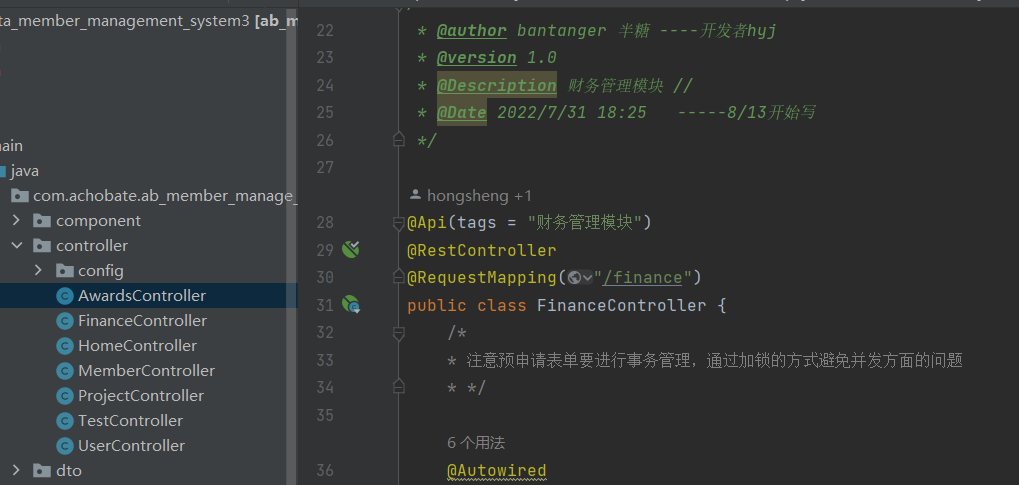 ta_member_management_system3 [ab_m
ain
java
com.achobate.ab_member_manage_
component
controller
config
AwardsController
FinanceController
HomeController
MemberController
ProjectController
TestController
UserController
dto
22 * @author bantanger 半糖 ----开发者hyj
23 * @version 1.0
24 * @Description 财务管理模块 //
25 * @Date 2022/7/31 18:25 -----8/13开始写
26 */
27
hongsheng +1
28 @Api(tags = "财务管理模块")
29 @RestController
30 @RequestMapping("/finance")
31 public class FinanceController {
32 /*
33 * 注意预申请表单要进行事务管理，通过加锁的方式避免并发方面的问题
34 * */
35
6 个用法
36 @Autowired